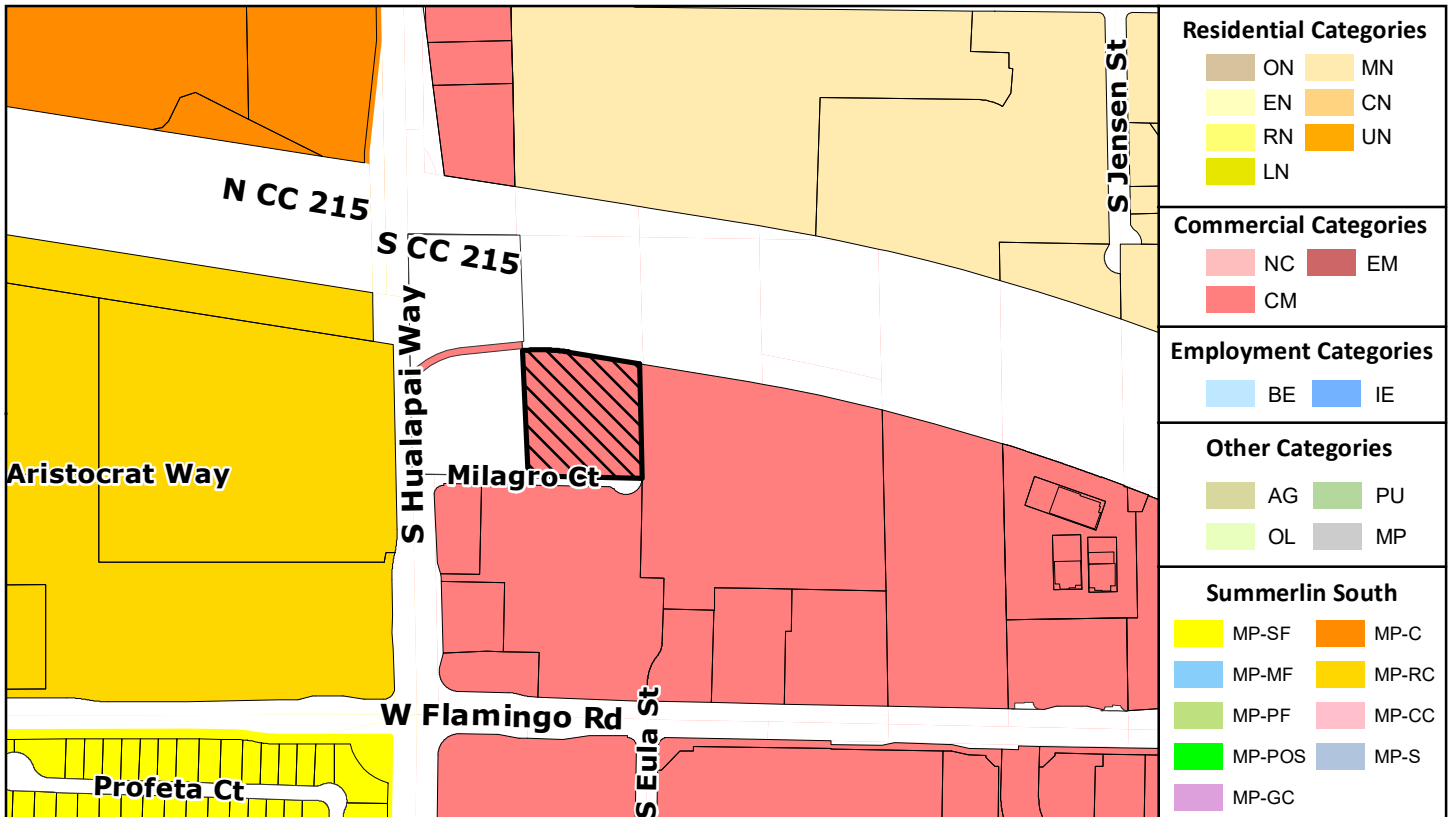 S Jensen St
N CC 215
S CC 215
S Hualapai Way
Aristocrat Way
Milagro Ct
W Flamingo Rd
S Eula St
Profeta Ct
Residential Categories
ON MN
EN CN
RN UN
LN
Commercial Categories
NC EM
CM
Employment Categories
BE IE
Other Categories
AG PU
OL MP
Summerlin South
MP-SF MP-C
MP-MF MP-RC
MP-PF MP-CC
MP-POS MP-S
MP-GC